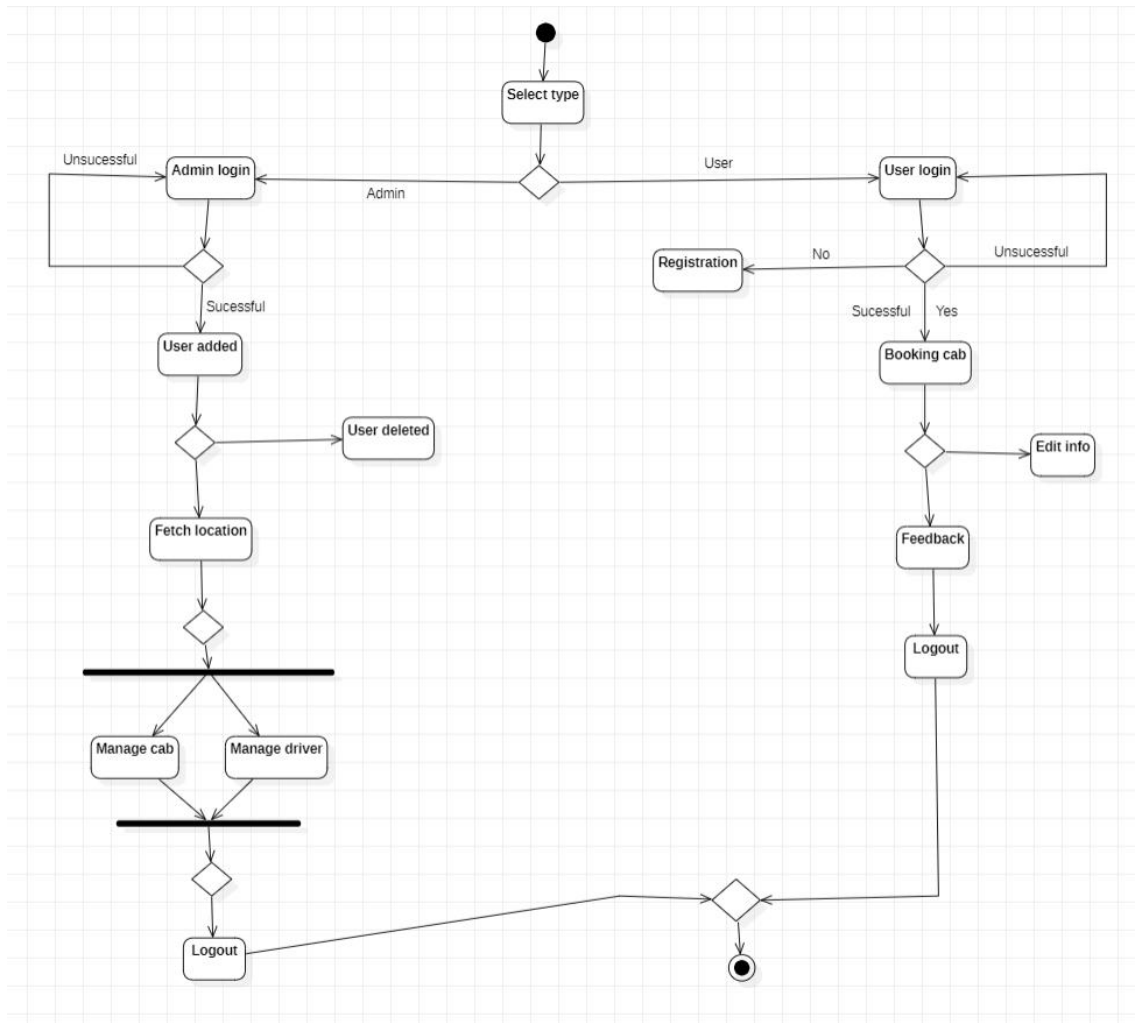 Select type
Unsucessful
Admin login
User
User login
Admin
Registration
No
Unsucessful
Sucessful
Sucessful
Yes
User added
Booking cab
User deleted
Edit info
Fetch location
Feedback
Logout
Manage cab
Manage driver
Logout